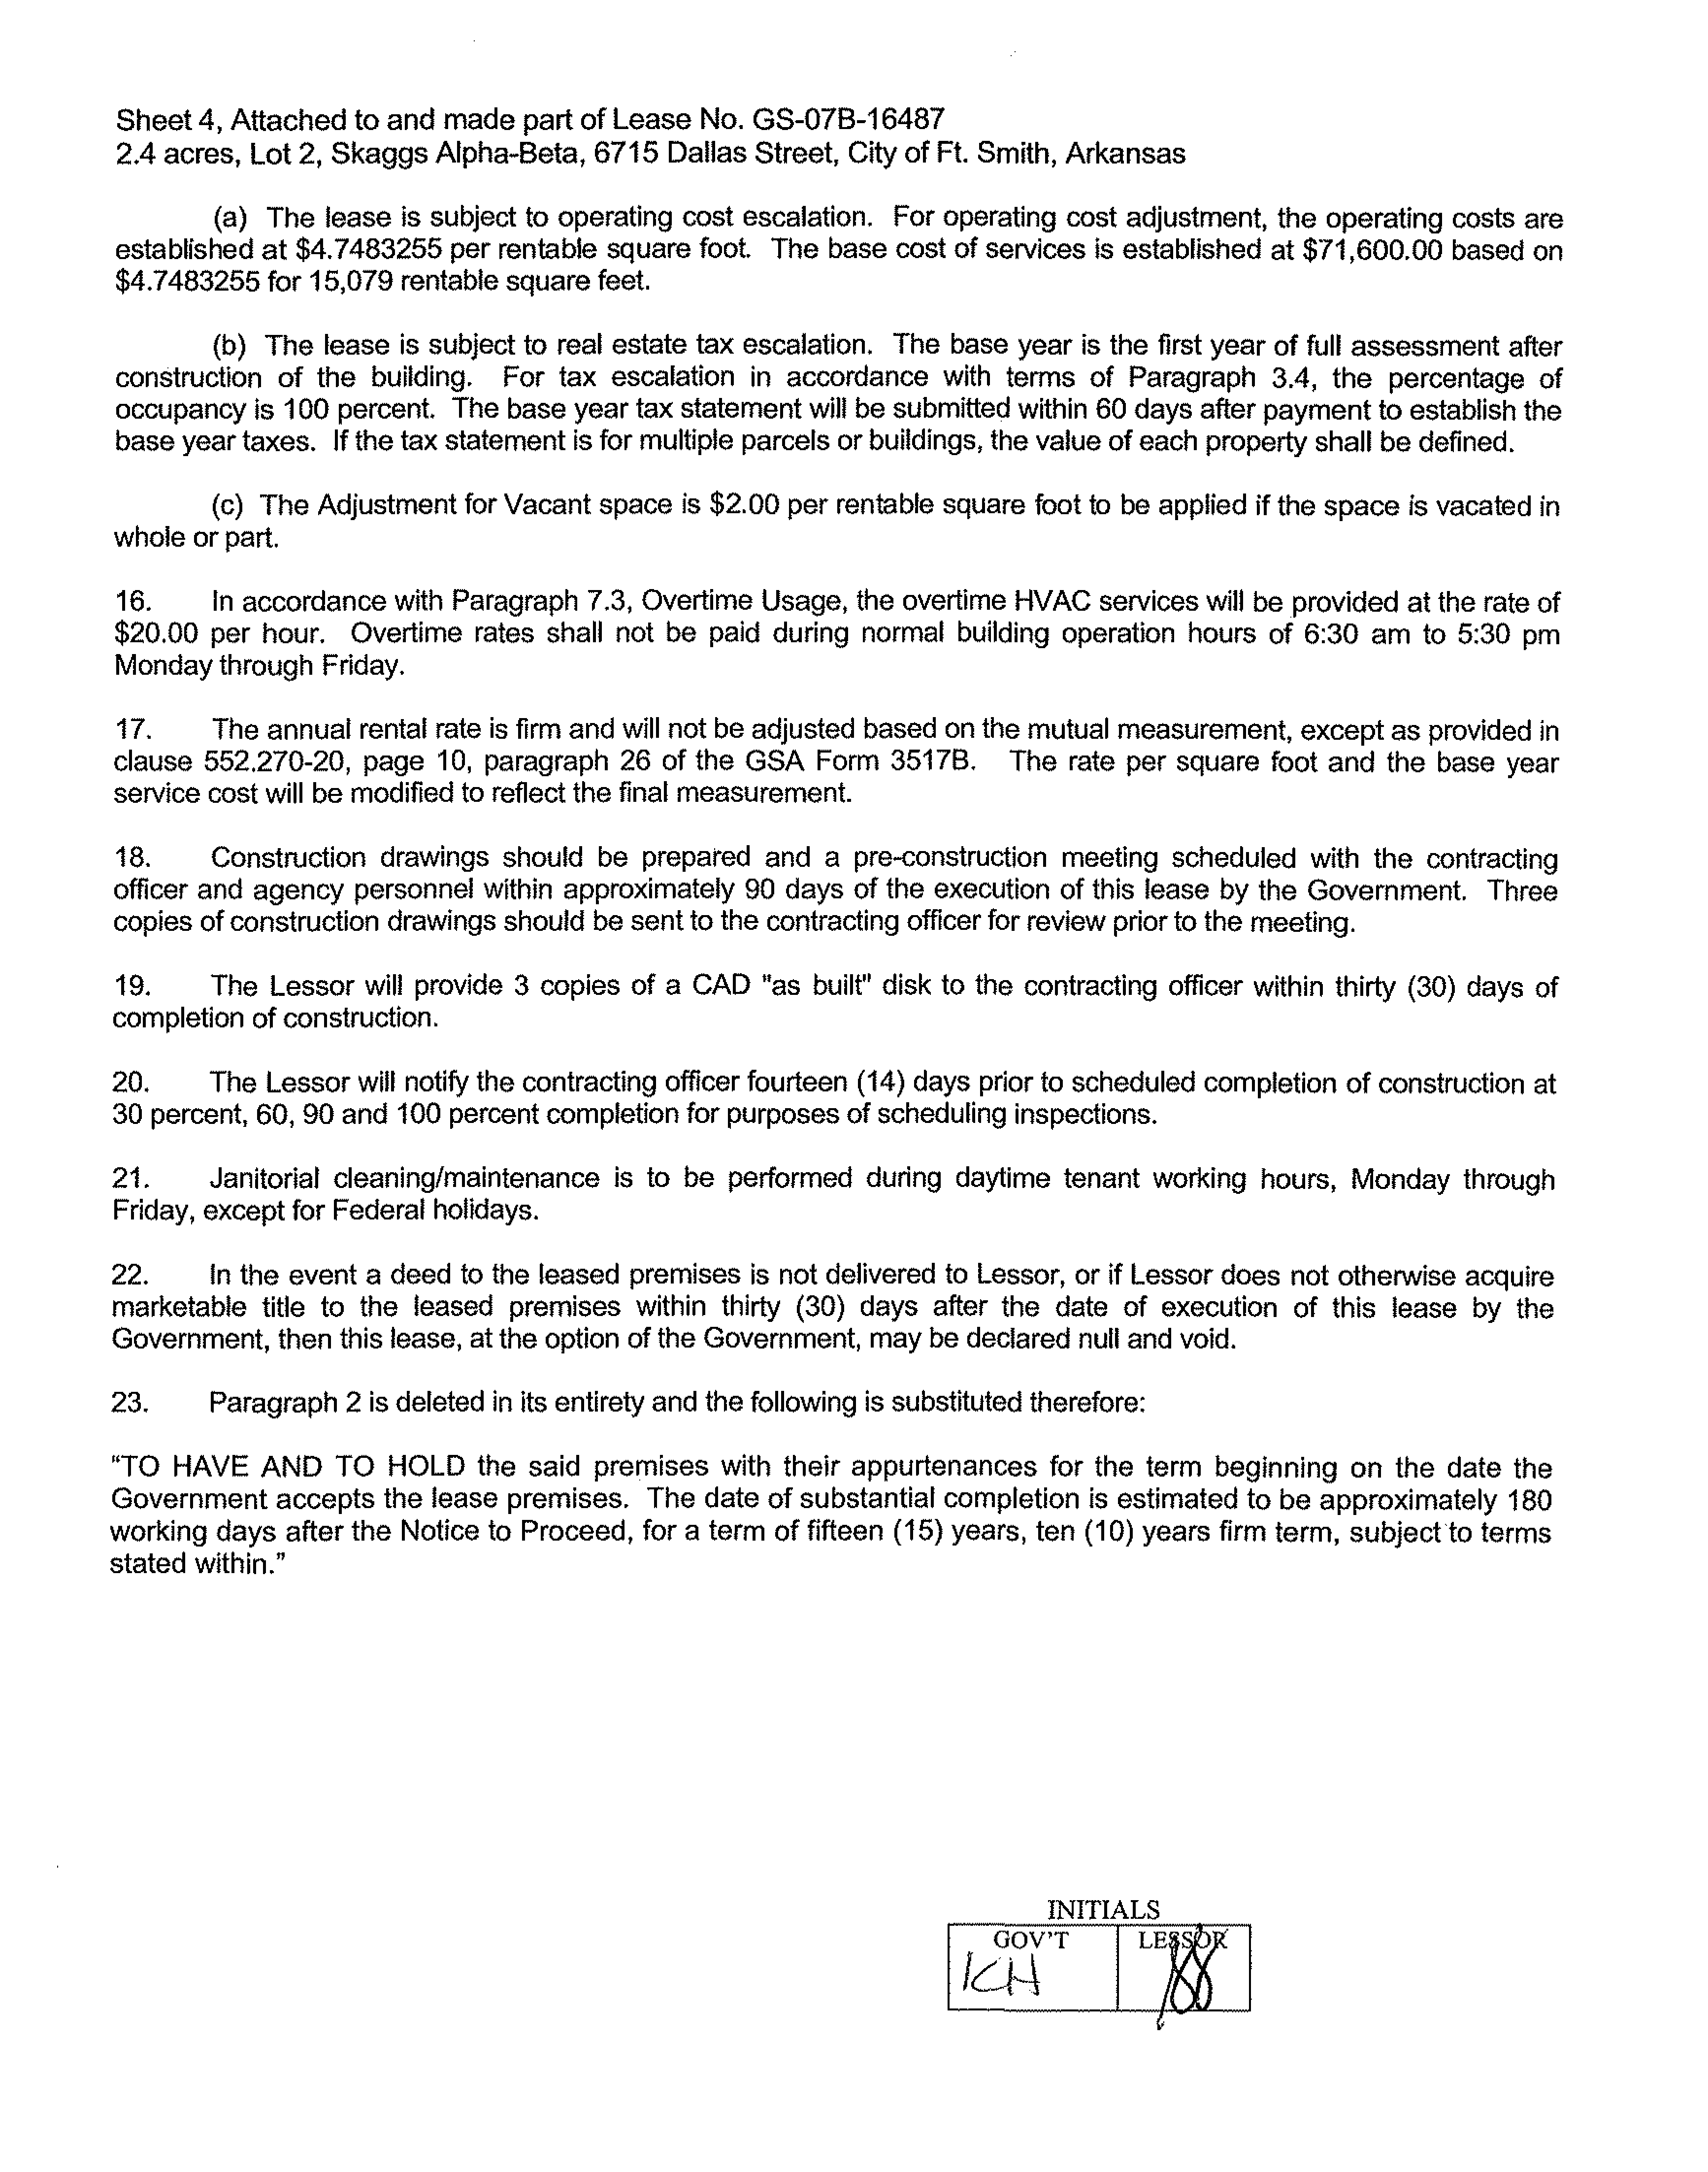 Sheet 4, Attached to and made part of Lease No. GS-07B-16487
2.4 acres, Lot 2, Skaggs Alpha-Beta, 6715 Dallas Street, City of Ft. Smith, Arkansas
(a) The lease is subject to operating cost escalation. For operating cost adjustment, the operating costs are
established at $4.7483255 per rentable square foot. The base cost of services is established at $71,600.00 based on
$4.7483255 for 15,079 rentable square feet.
(b) The lease is subject to real estate tax escalation. The base year is the first year of full assessment after
construction of the building. For tax escalation in accordance with terms of Paragraph 3.4, the percentage of
occupancy is 100 percent. The base year tax statement will be submitted within 60 days after payment to establish the
base year taxes. If the tax statement is for multiple parcels or buildings, the value of each property shall be defined.
(c) The Adjustment for Vacant space is $2.00 per rentable square foot to be applied if the space is vacated in
whole or part.
16. In accordance with Paragraph 7.3, Overtime Usage, the overtime HVAC services will be provided at the rate of
$20.00 per hour. Overtime rates shall not be paid during normal building operation hours of 6:30 am to 5:30 pm
Monday through Friday.
17. The annual rental rate is firm and will not be adjusted based on the mutual measurement, except as provided in
clause 552.270-20, page 10, paragraph 26 of the GSA Form 3517B. The rate per square foot and the base year
service cost will be modified to reflect the final measurement.
18. Construction drawings should be prepared and a pre-construction meeting scheduled with the contracting
officer and agency personnel within approximately 90 days of the execution of this lease by the Government. Three
copies of construction drawings should be sent to the contracting officer for review prior to the meeting.
19. The Lessor will provide 3 copies of a CAD "as built" disk to the contracting officer within thirty (30) days of
completion of construction.
20. The Lessor will notify the contracting officer fourteen (14) days prior to scheduled completion of construction at
30 percent, 60, 90 and 100 percent completion for purposes of scheduling inspections.
21. Janitorial cleaning/maintenance is to be performed during daytime tenant working hours, Monday through
Friday, except for Federal holidays.
22. In the event a deed to the leased premises is not delivered to Lessor, or if Lessor does not otherwise acquire
marketable title to the leased premises within thirty (30) days after the date of execution of this lease by the
Government, then this lease, at the option of the Government, may be declared null and void.
23. Paragraph 2 is deleted in its entirety and the following is substituted therefore:
"TO HAVE AND TO HOLD the said premises with their appurtenances for the term beginning on the date the
Government accepts the lease premises. The date of substantial completion is estimated to be approximately 180
working days after the Notice to Proceed, for a term of fifteen (15) years, ten (10) years firm term, subject to terms
stated within."
INITIALS
GOV'T LESSOR
KH